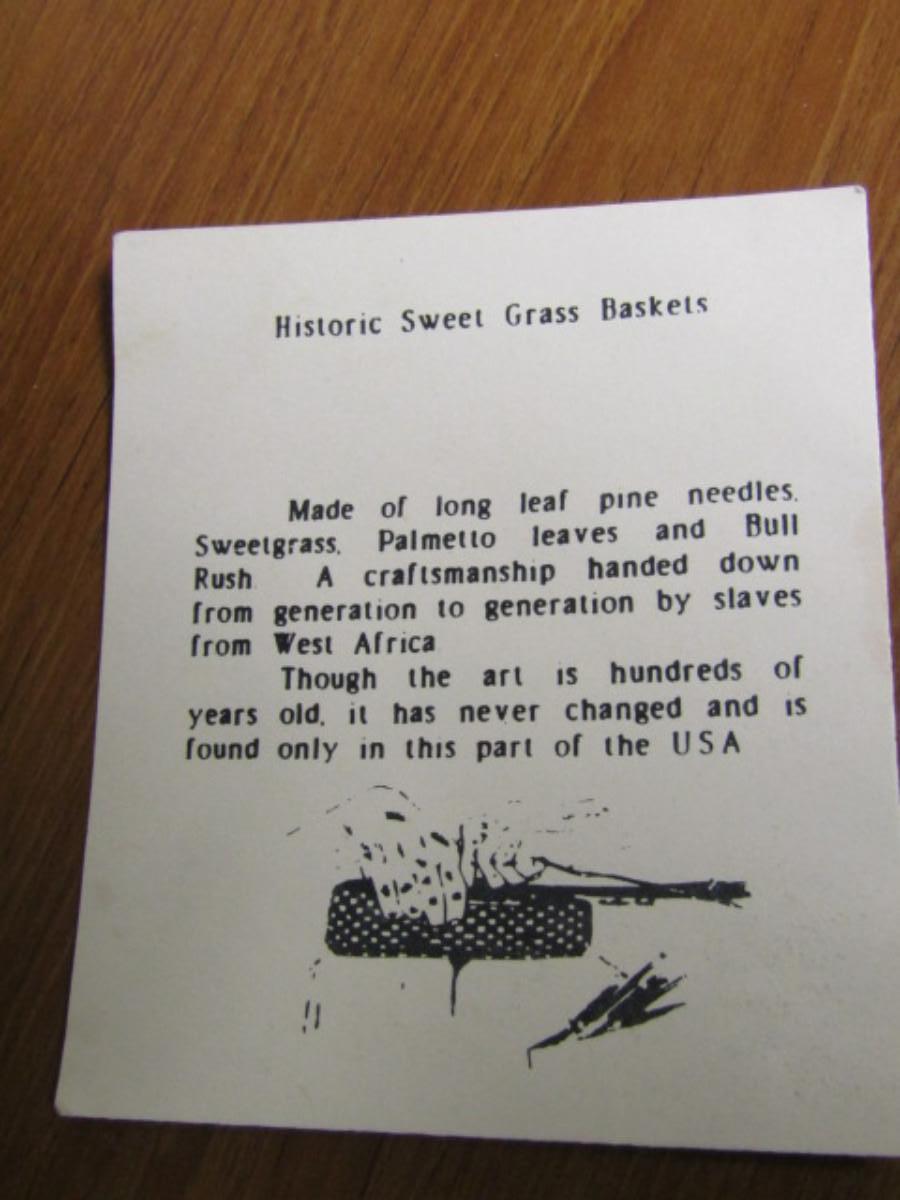 Historic Sweet Grass Baskets
Made of long leaf pine needles,
Sweetgrass, Palmetto leaves and Bull
Rush. A craftsmanship handed down
from generation to generation by slaves
from West Africa
Though the art is hundreds of
years old, it has never changed and is
found only in this part of the USA